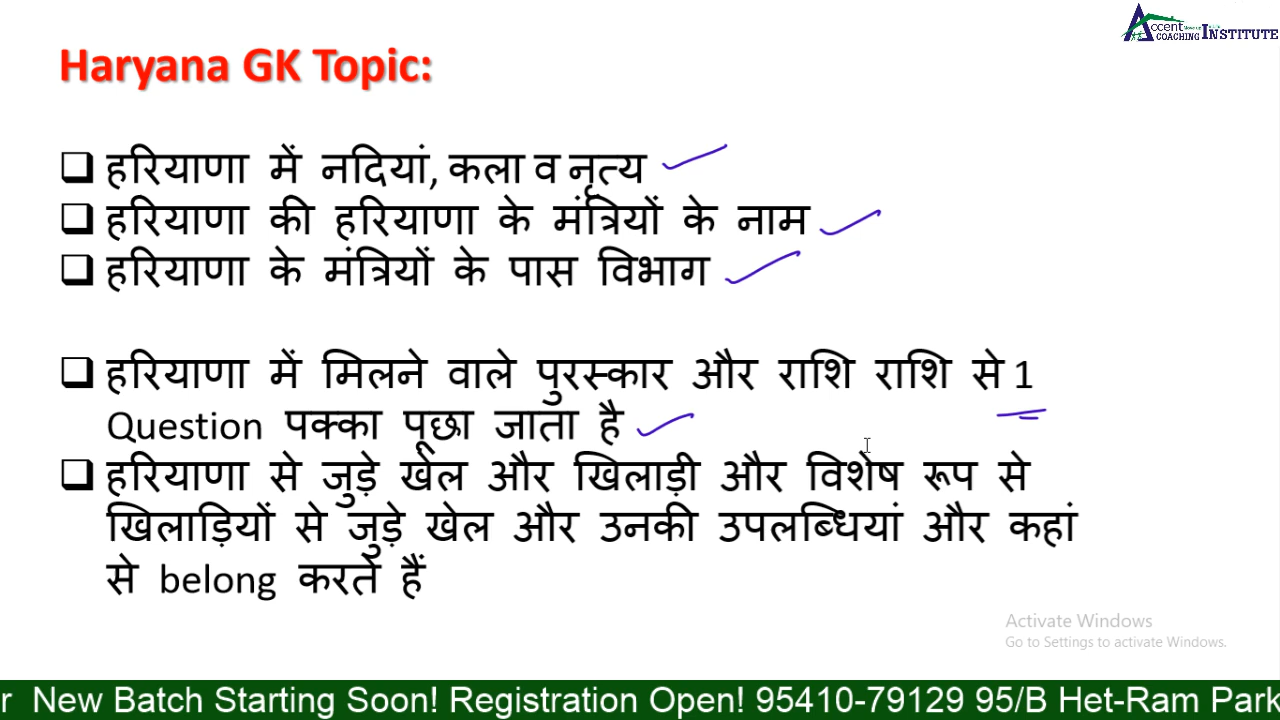 Accent
COACHING INSTITUTE
Haryana GK Topic:
❑ हरियाणा में नदियां, कला व नृत्य
❑ हरियाणा की हरियाणा के मंत्रियों के नाम
❑ हरियाणा के मंत्रियों के पास विभाग
❑ हरियाणा में मिलने वाले पुरस्कार और राशि राशि से 1
Question पक्का पूछा जाता है
❑ हरियाणा से जुड़े खेल और खिलाड़ी और विशेष रूप से
खिलाड़ियों से जुड़े खेल और उनकी उपलब्धियां और कहां
से belong करते हैं
Activate Windows
Go to Settings to activate Windows.
r New Batch Starting Soon! Registration Open! 95410-79129 95/B Het-Ram Park